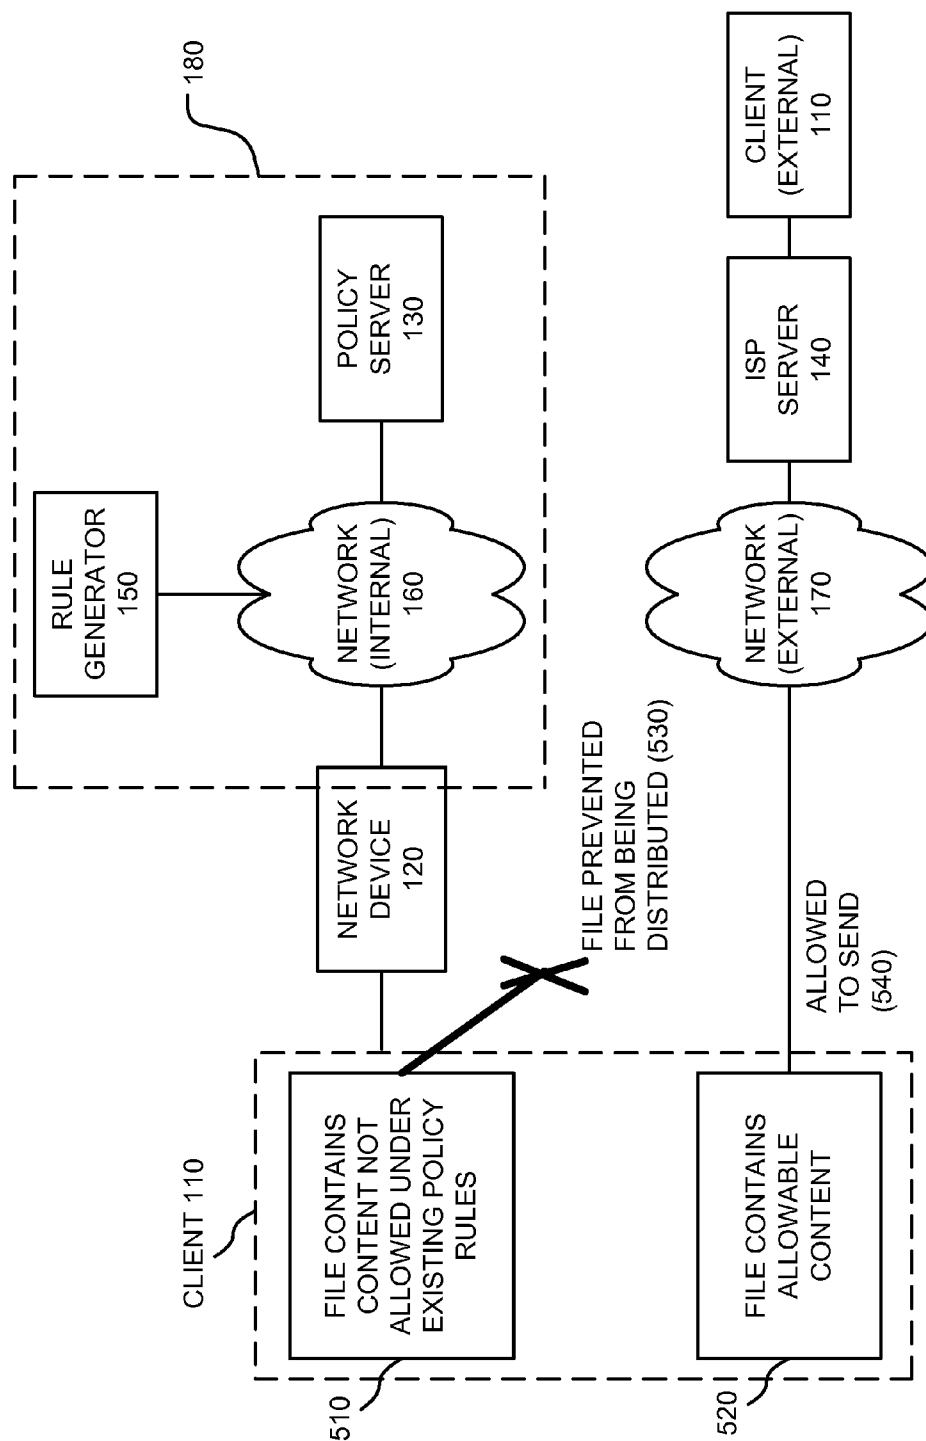 CLIENT 110
510
FILE CONTAINS
CONTENT NOT
ALLOWED UNDER
EXISTING POLICY
RULES
520
FILE CONTAINS
ALLOWABLE
CONTENT
NETWORK
DEVICE
120
FILE PREVENTED
FROM BEING
DISTRIBUTED (530)
ALLOWED
TO SEND
(540)
RULE
GENERATOR
150
NETWORK
(INTERNAL)
160
POLICY
SERVER
130
180
NETWORK
(EXTERNAL)
170
ISP
SERVER
140
CLIENT
(EXTERNAL)
110